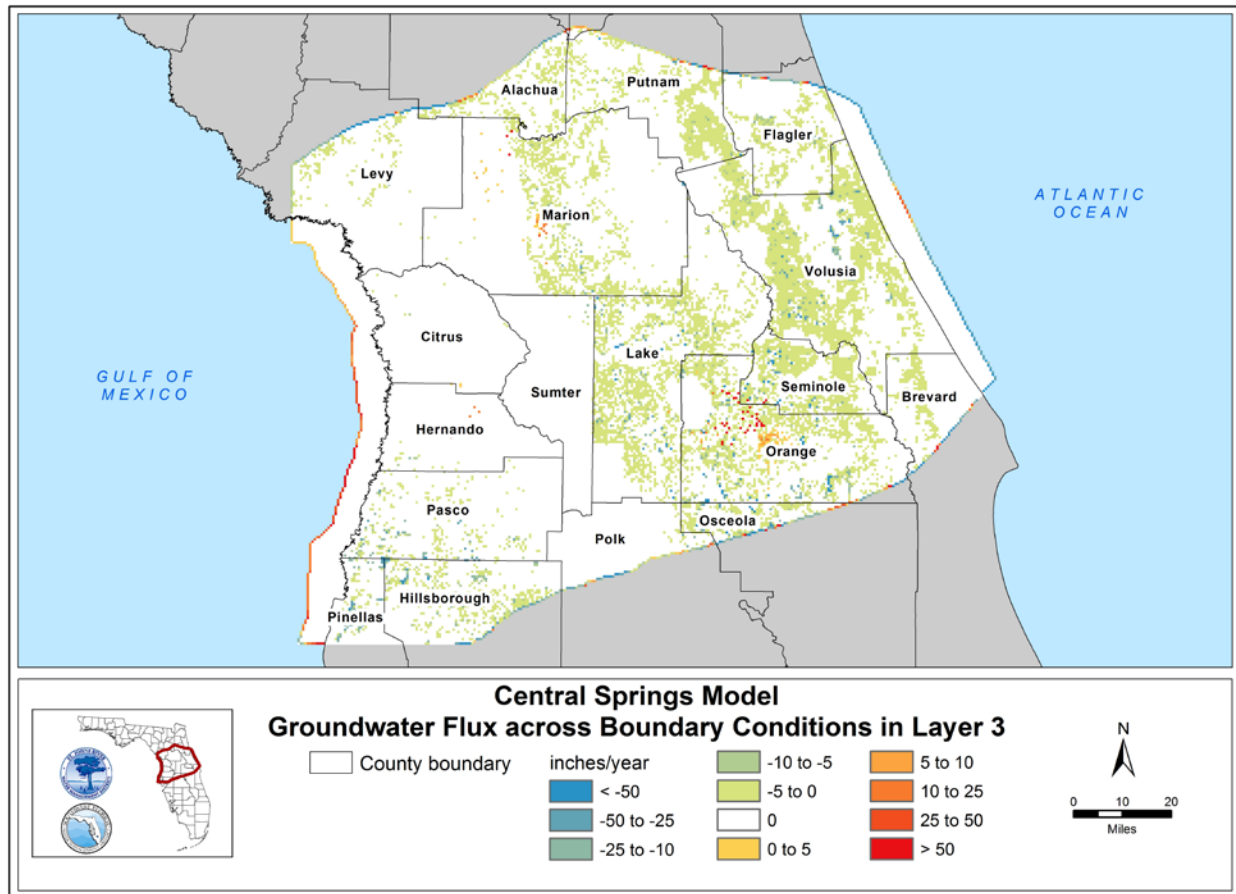 Alachua
Putnam
Flagler
Levy
Marion
ATLANTIC
OCEAN
Volusia
Citrus
Lake
GULF OF
MEXICO
Sumter
Seminole
Brevard
Hernando
Orange
Pasco
Osceola
Polk
Hillsborough
Pinellas
Central Springs Model
Groundwater Flux across Boundary Conditions in Layer 3
County boundary
inches/year
< -50
-50 to -25
-25 to -10
-10 to -5
-5 to 0
0
0 to 5
5 to 10
10 to 25
25 to 50
> 50
N
0 10 20
Miles